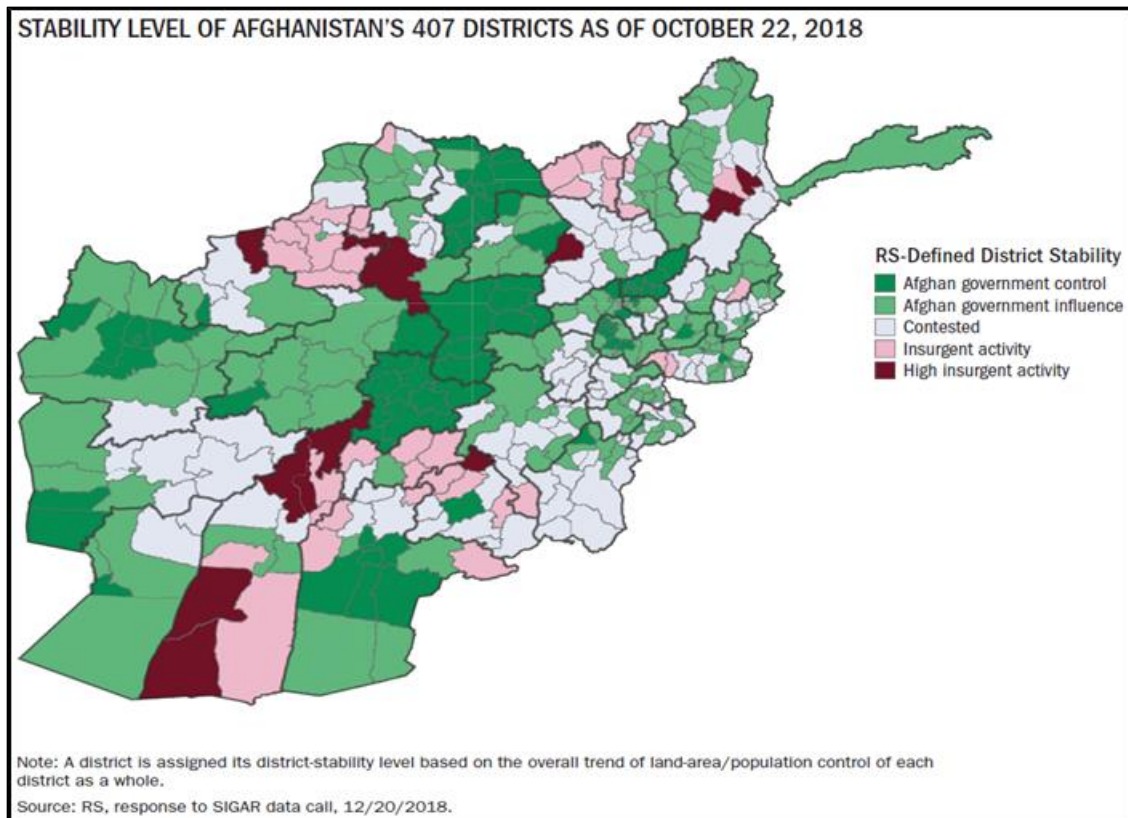 STABILITY LEVEL OF AFGHANISTAN'S 407 DISTRICTS AS OF OCTOBER 22, 2018
RS-Defined District Stability
Afghan government control
Afghan government influence
Contested
Insurgent activity
High insurgent activity
Note: A district is assigned its district-stability level based on the overall trend of land-area/population control of each
district as a whole.
Source: RS, response to SIGAR data call, 12/20/2018.